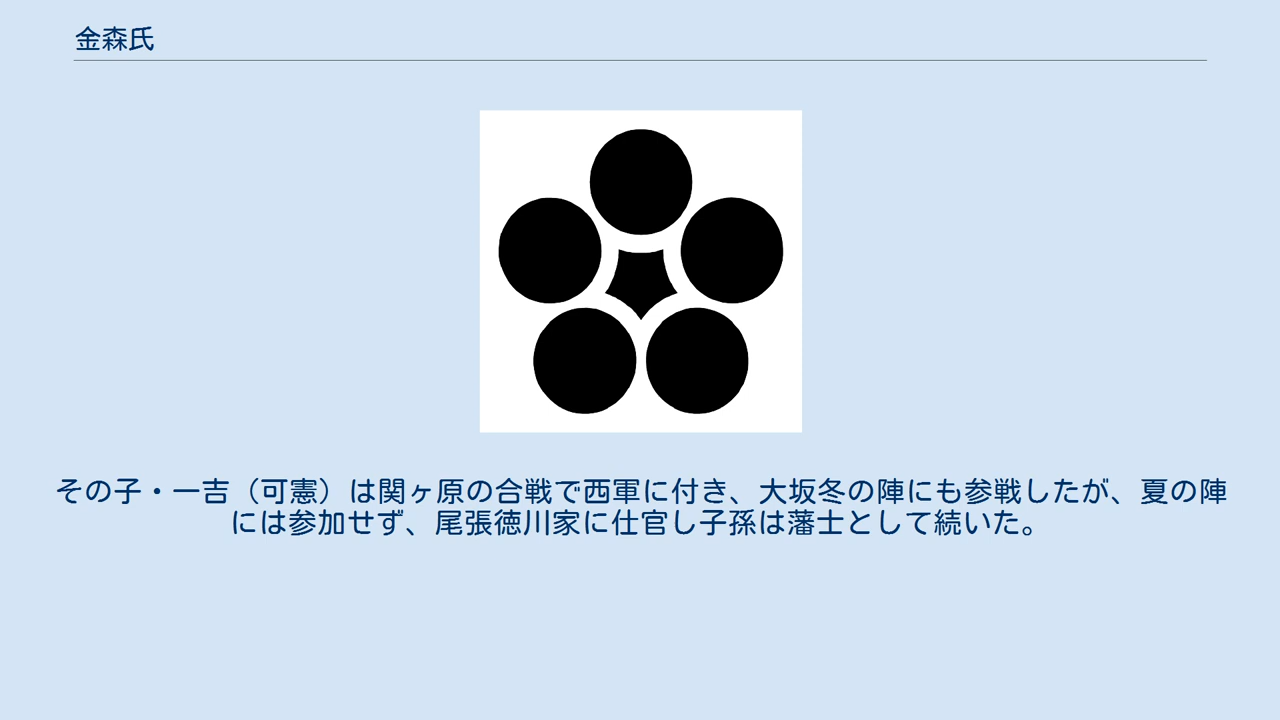 金森氏
その子・一吉（可憲）は関ヶ原の合戦で西軍に付き、大坂冬の陣にも参戦したが、夏の陣
には参加せず、尾張徳川家に仕官し子孫は藩士として続いた。